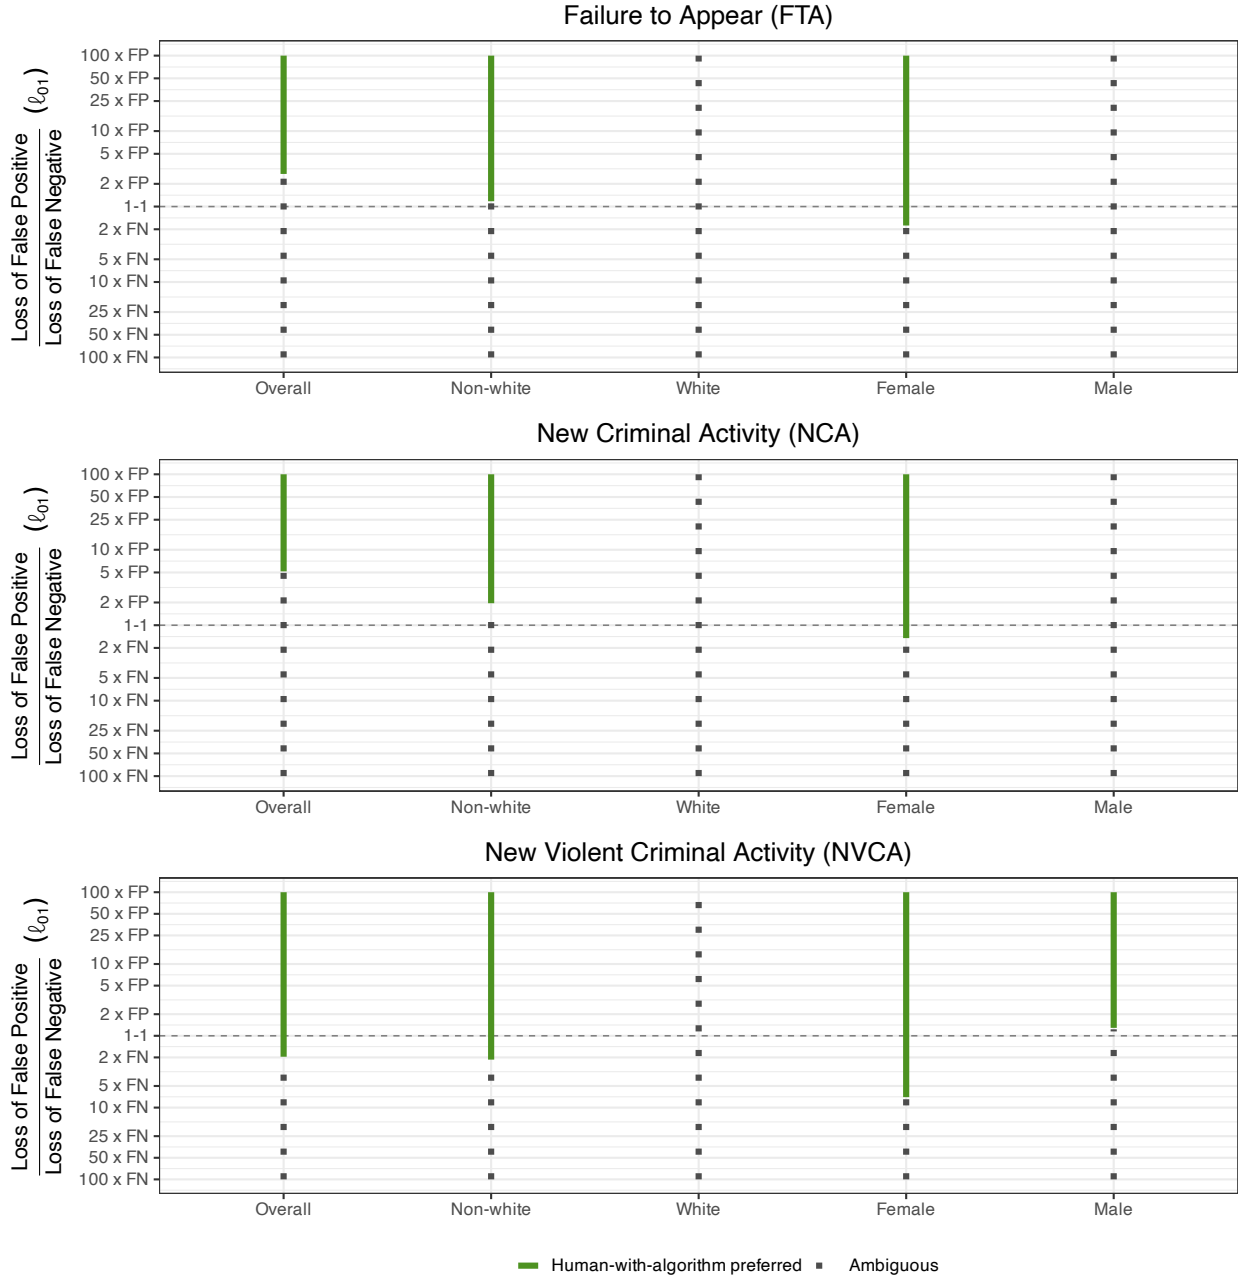 Failure to Appear (FTA)
Loss of False Positive
Loss of False Negative
(ℓ01)
100 x FP
50 x FP
25 x FP
10 x FP
5 x FP
2 x FP
1-1
2 x FN
5 x FN
10 x FN
25 x FN
50 x FN
100 x FN
Overall Non-white White Female Male
New Criminal Activity (NCA)
Loss of False Positive
Loss of False Negative
(ℓ01)
100 x FP
50 x FP
25 x FP
10 x FP
5 x FP
2 x FP
1-1
2 x FN
5 x FN
10 x FN
25 x FN
50 x FN
100 x FN
Overall Non-white White Female Male
New Violent Criminal Activity (NVCA)
Loss of False Positive
Loss of False Negative
(ℓ01)
100 x FP
50 x FP
25 x FP
10 x FP
5 x FP
2 x FP
1-1
2 x FN
5 x FN
10 x FN
25 x FN
50 x FN
100 x FN
Overall Non-white White Female Male
Human-with-algorithm preferred Ambiguous